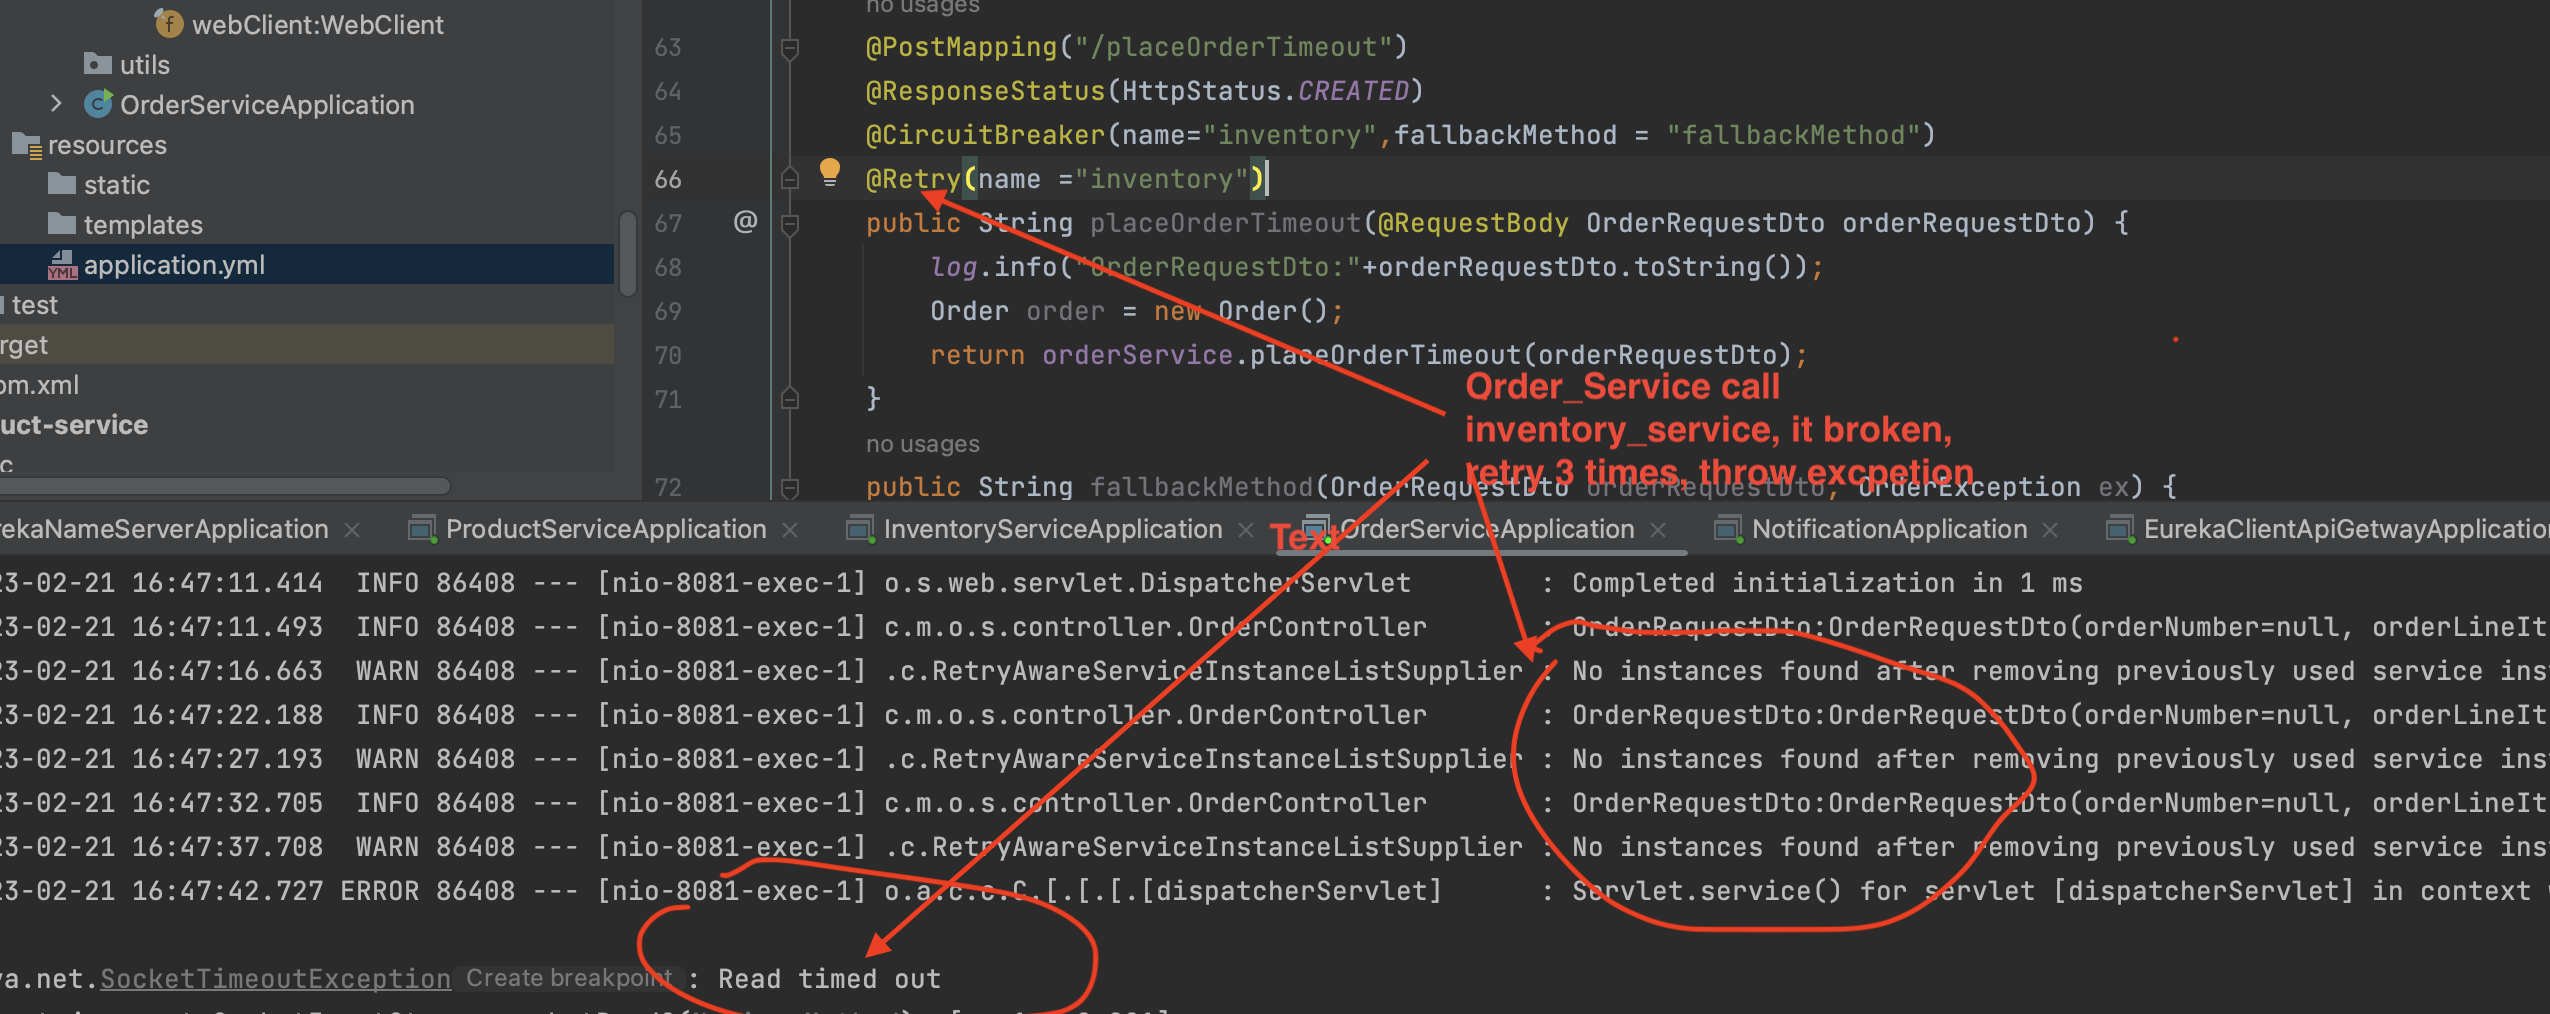 webClient:WebClient
utils
OrderServiceApplication
resources
static
templates
application.yml
test
rget
om.xml
uct-service
c
no usages
63 @PostMapping("/placeOrderTimeout")
64 @ResponseStatus(HttpStatus.CREATED)
65 @CircuitBreaker(name="inventory",fallbackMethod = "fallbackMethod")
66 @Retry(name ="inventory")
67 @ public String placeOrderTimeout(@RequestBody OrderRequestDto orderRequestDto) {
68 log.info("OrderRequestDto:"+orderRequestDto.toString());
69 Order order = new Order();
70 return orderService.placeOrderTimeout(orderRequestDto);
71 }
no usages
72 public String fallbackMethod(OrderRequestDto orderRequestDto, OrderException ex) {
Order_Service call
inventory_service, it broken,
retry 3 times, throw excpetion
Text
rekaNameServerApplication ProductServiceApplication InventoryServiceApplication OrderServiceApplication NotificationApplication EurekaClientApiGetwayApplication
23-02-21 16:47:11.414  INFO 86408 --- [nio-8081-exec-1] o.s.web.servlet.DispatcherServlet : Completed initialization in 1 ms
23-02-21 16:47:11.493  INFO 86408 --- [nio-8081-exec-1] c.m.o.s.controller.OrderController : OrderRequestDto:OrderRequestDto(orderNumber=null, orderLineIt
23-02-21 16:47:16.663  WARN 86408 --- [nio-8081-exec-1] .c.RetryAwareServiceInstanceListSupplier : No instances found after removing previously used service ins
23-02-21 16:47:22.188  INFO 86408 --- [nio-8081-exec-1] c.m.o.s.controller.OrderController : OrderRequestDto:OrderRequestDto(orderNumber=null, orderLineIt
23-02-21 16:47:27.193  WARN 86408 --- [nio-8081-exec-1] .c.RetryAwareServiceInstanceListSupplier : No instances found after removing previously used service ins
23-02-21 16:47:32.705  INFO 86408 --- [nio-8081-exec-1] c.m.o.s.controller.OrderController : OrderRequestDto:OrderRequestDto(orderNumber=null, orderLineIt
23-02-21 16:47:37.708  WARN 86408 --- [nio-8081-exec-1] .c.RetryAwareServiceInstanceListSupplier : No instances found after removing previously used service ins
23-02-21 16:47:42.727 ERROR 86408 --- [nio-8081-exec-1] o.a.c.c.C.[.[.[.[dispatcherServlet] : Servlet.service() for servlet [dispatcherServlet] in context
va.net.SocketTimeoutException Create breakpoint : Read timed out